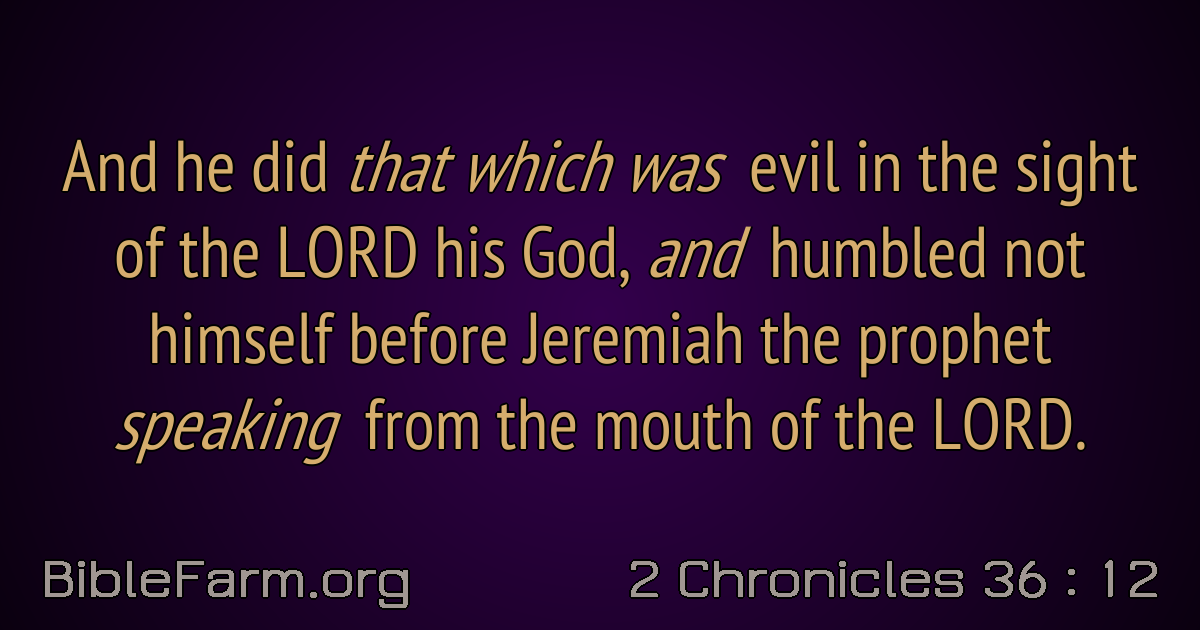 And he did that which was evil in the sight
of the LORD his God, and humbled not
himself before Jeremiah the prophet
speaking from the mouth of the LORD.
BibleFarm.org
2 Chronicles 36 : 12